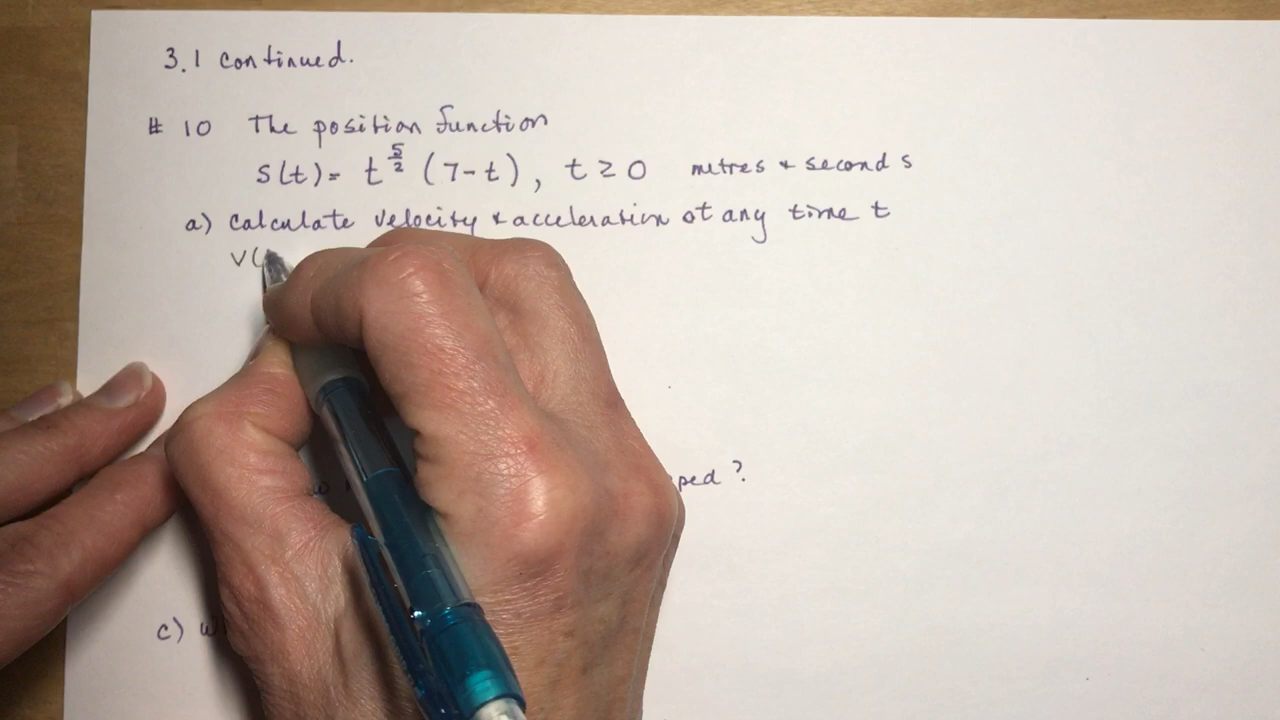 3.1 continued.
# 10 The position function
s(t) = t^{5/2} (7-t), t ≥ 0 metres + seconds
a) calculate velocity + acceleration at any time t
v(
?
c)